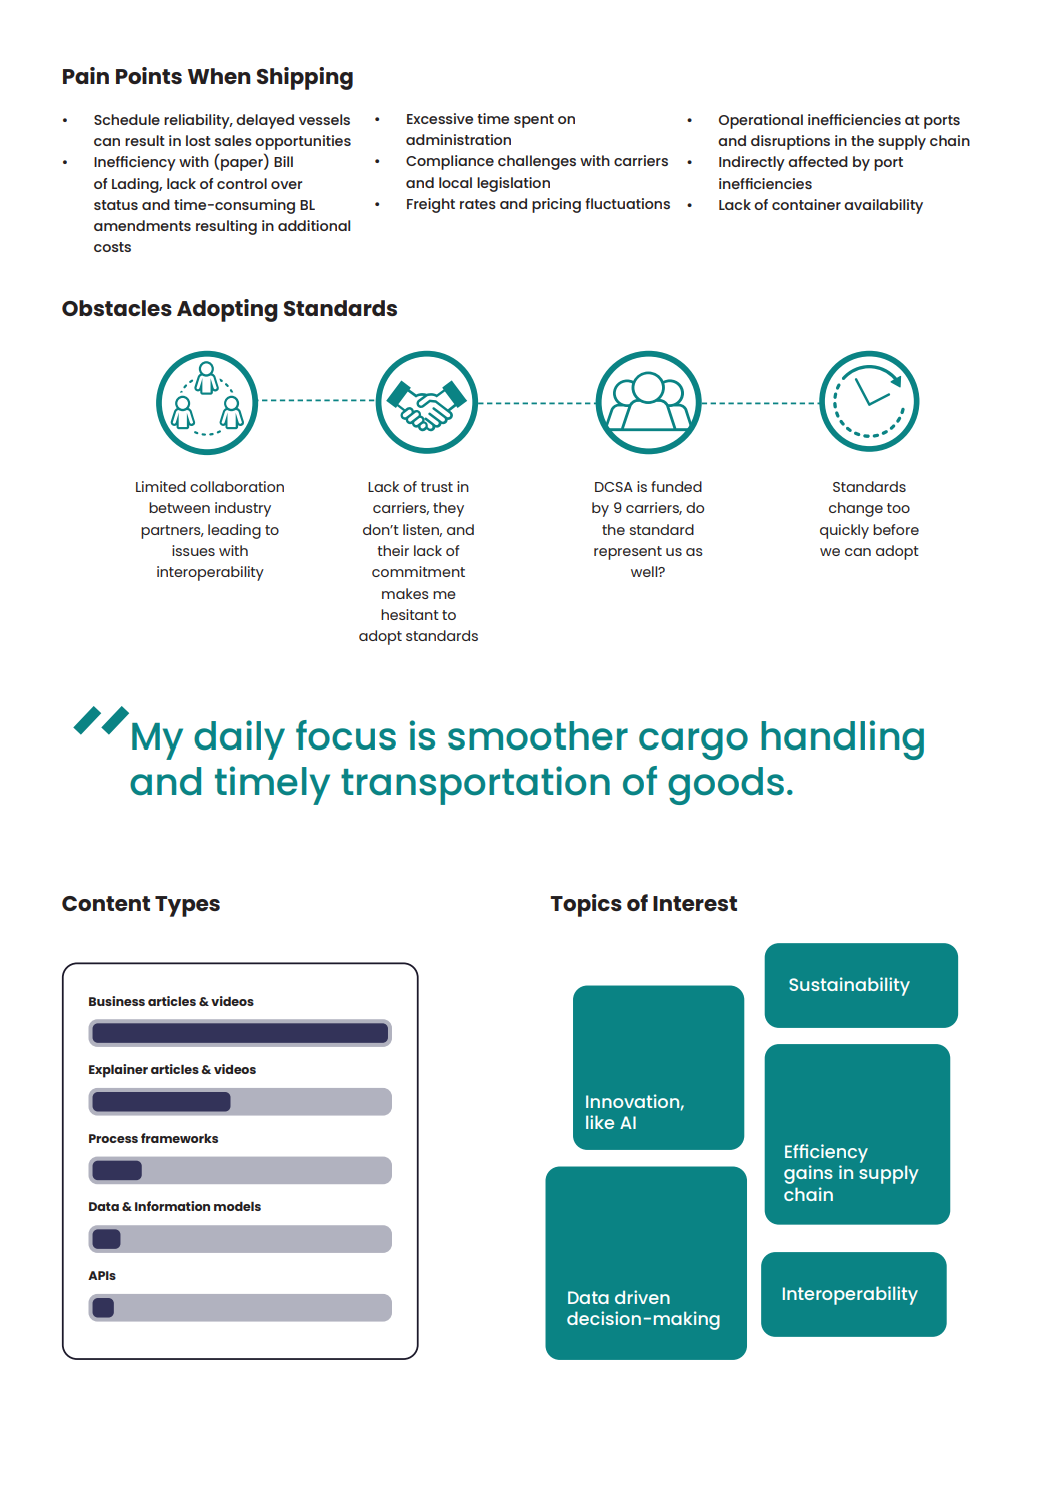 Pain Points When Shipping
• Schedule reliability, delayed vessels
can result in lost sales opportunities
• Inefficiency with (paper) Bill
of Lading, lack of control over
status and time-consuming BL
amendments resulting in additional
costs
• Excessive time spent on
administration
• Compliance challenges with carriers
and local legislation
• Freight rates and pricing fluctuations
• Operational inefficiencies at ports
and disruptions in the supply chain
• Indirectly affected by port
inefficiencies
• Lack of container availability
Obstacles Adopting Standards
Limited collaboration
between industry
partners, leading to
issues with
interoperability
Lack of trust in
carriers, they
don't listen, and
their lack of
commitment
makes me
hesitant to
adopt standards
DCSA is funded
by 9 carriers, do
the standard
represent us as
well?
Standards
change too
quickly before
we can adopt
"My daily focus is smoother cargo handling
and timely transportation of goods.
Content Types
Business articles & videos
Explainer articles & videos
Process frameworks
Data & Information models
APIs
Topics of Interest
Sustainability
Innovation,
like AI
Efficiency
gains in supply
chain
Data driven
decision-making
Interoperability